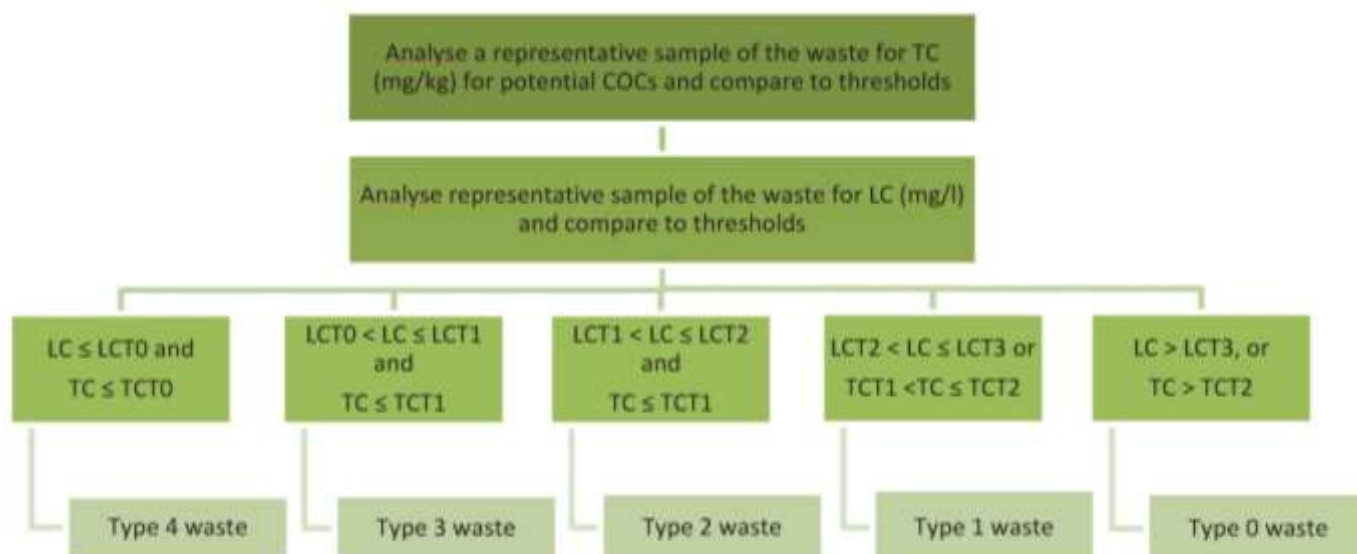 Analyse a representative sample of the waste for TC
(mg/kg) for potential COCs and compare to thresholds
Analyse representative sample of the waste for LC (mg/l)
and compare to thresholds
LC ≤ LCT0 and
TC ≤ TCT0
LCT0 < LC ≤ LCT1
and
TC ≤ TCT1
LCT1 < LC ≤ LCT2
and
TC ≤ TCT1
LCT2 < LC ≤ LCT3 or
TCT1 <TC ≤ TCT2
LC > LCT3, or
TC > TCT2
Type 4 waste
Type 3 waste
Type 2 waste
Type 1 waste
Type 0 waste